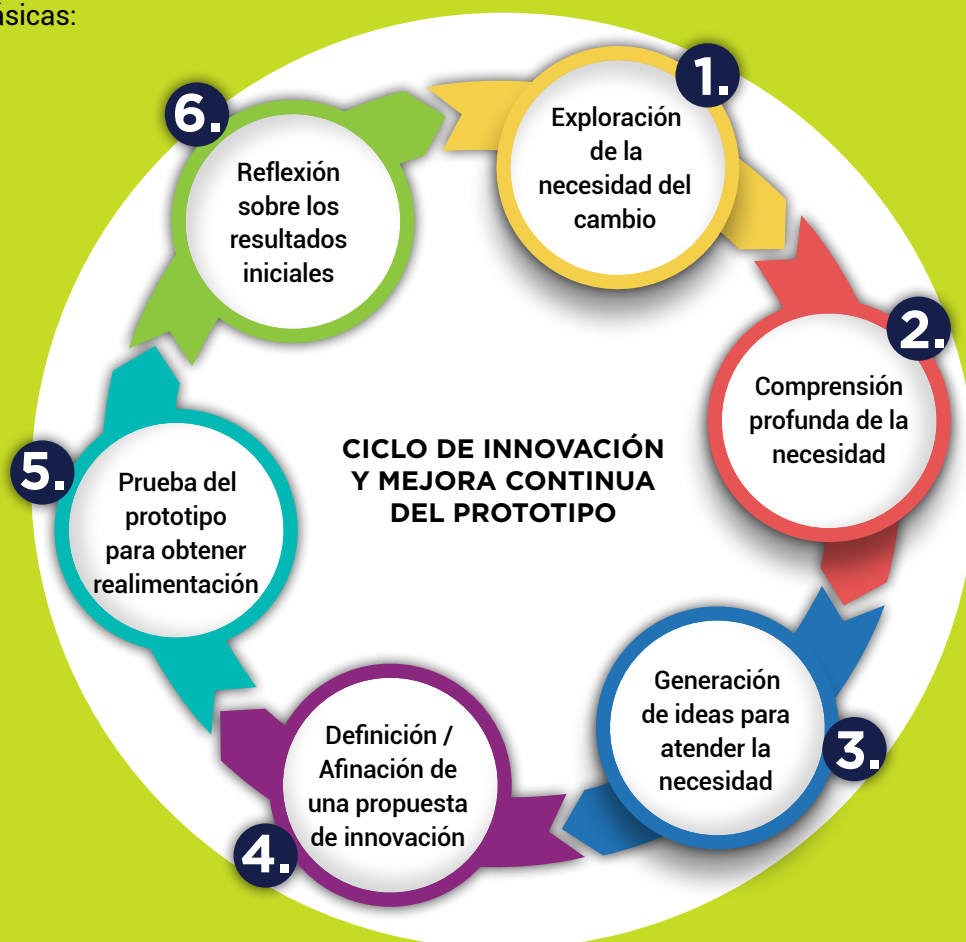 ásicas:
1.
Exploración
de la
necesidad del
cambio
2.
Comprensión
profunda de la
necesidad
3.
Generación
de ideas para
atender la
necesidad
4.
Definición /
Afinación de
una propuesta
de innovación
5.
Prueba del
prototipo
para obtener
realimentación
6.
Reflexión
sobre los
resultados
iniciales
CICLO DE INNOVACIÓN
Y MEJORA CONTINUA
DEL PROTOTIPO